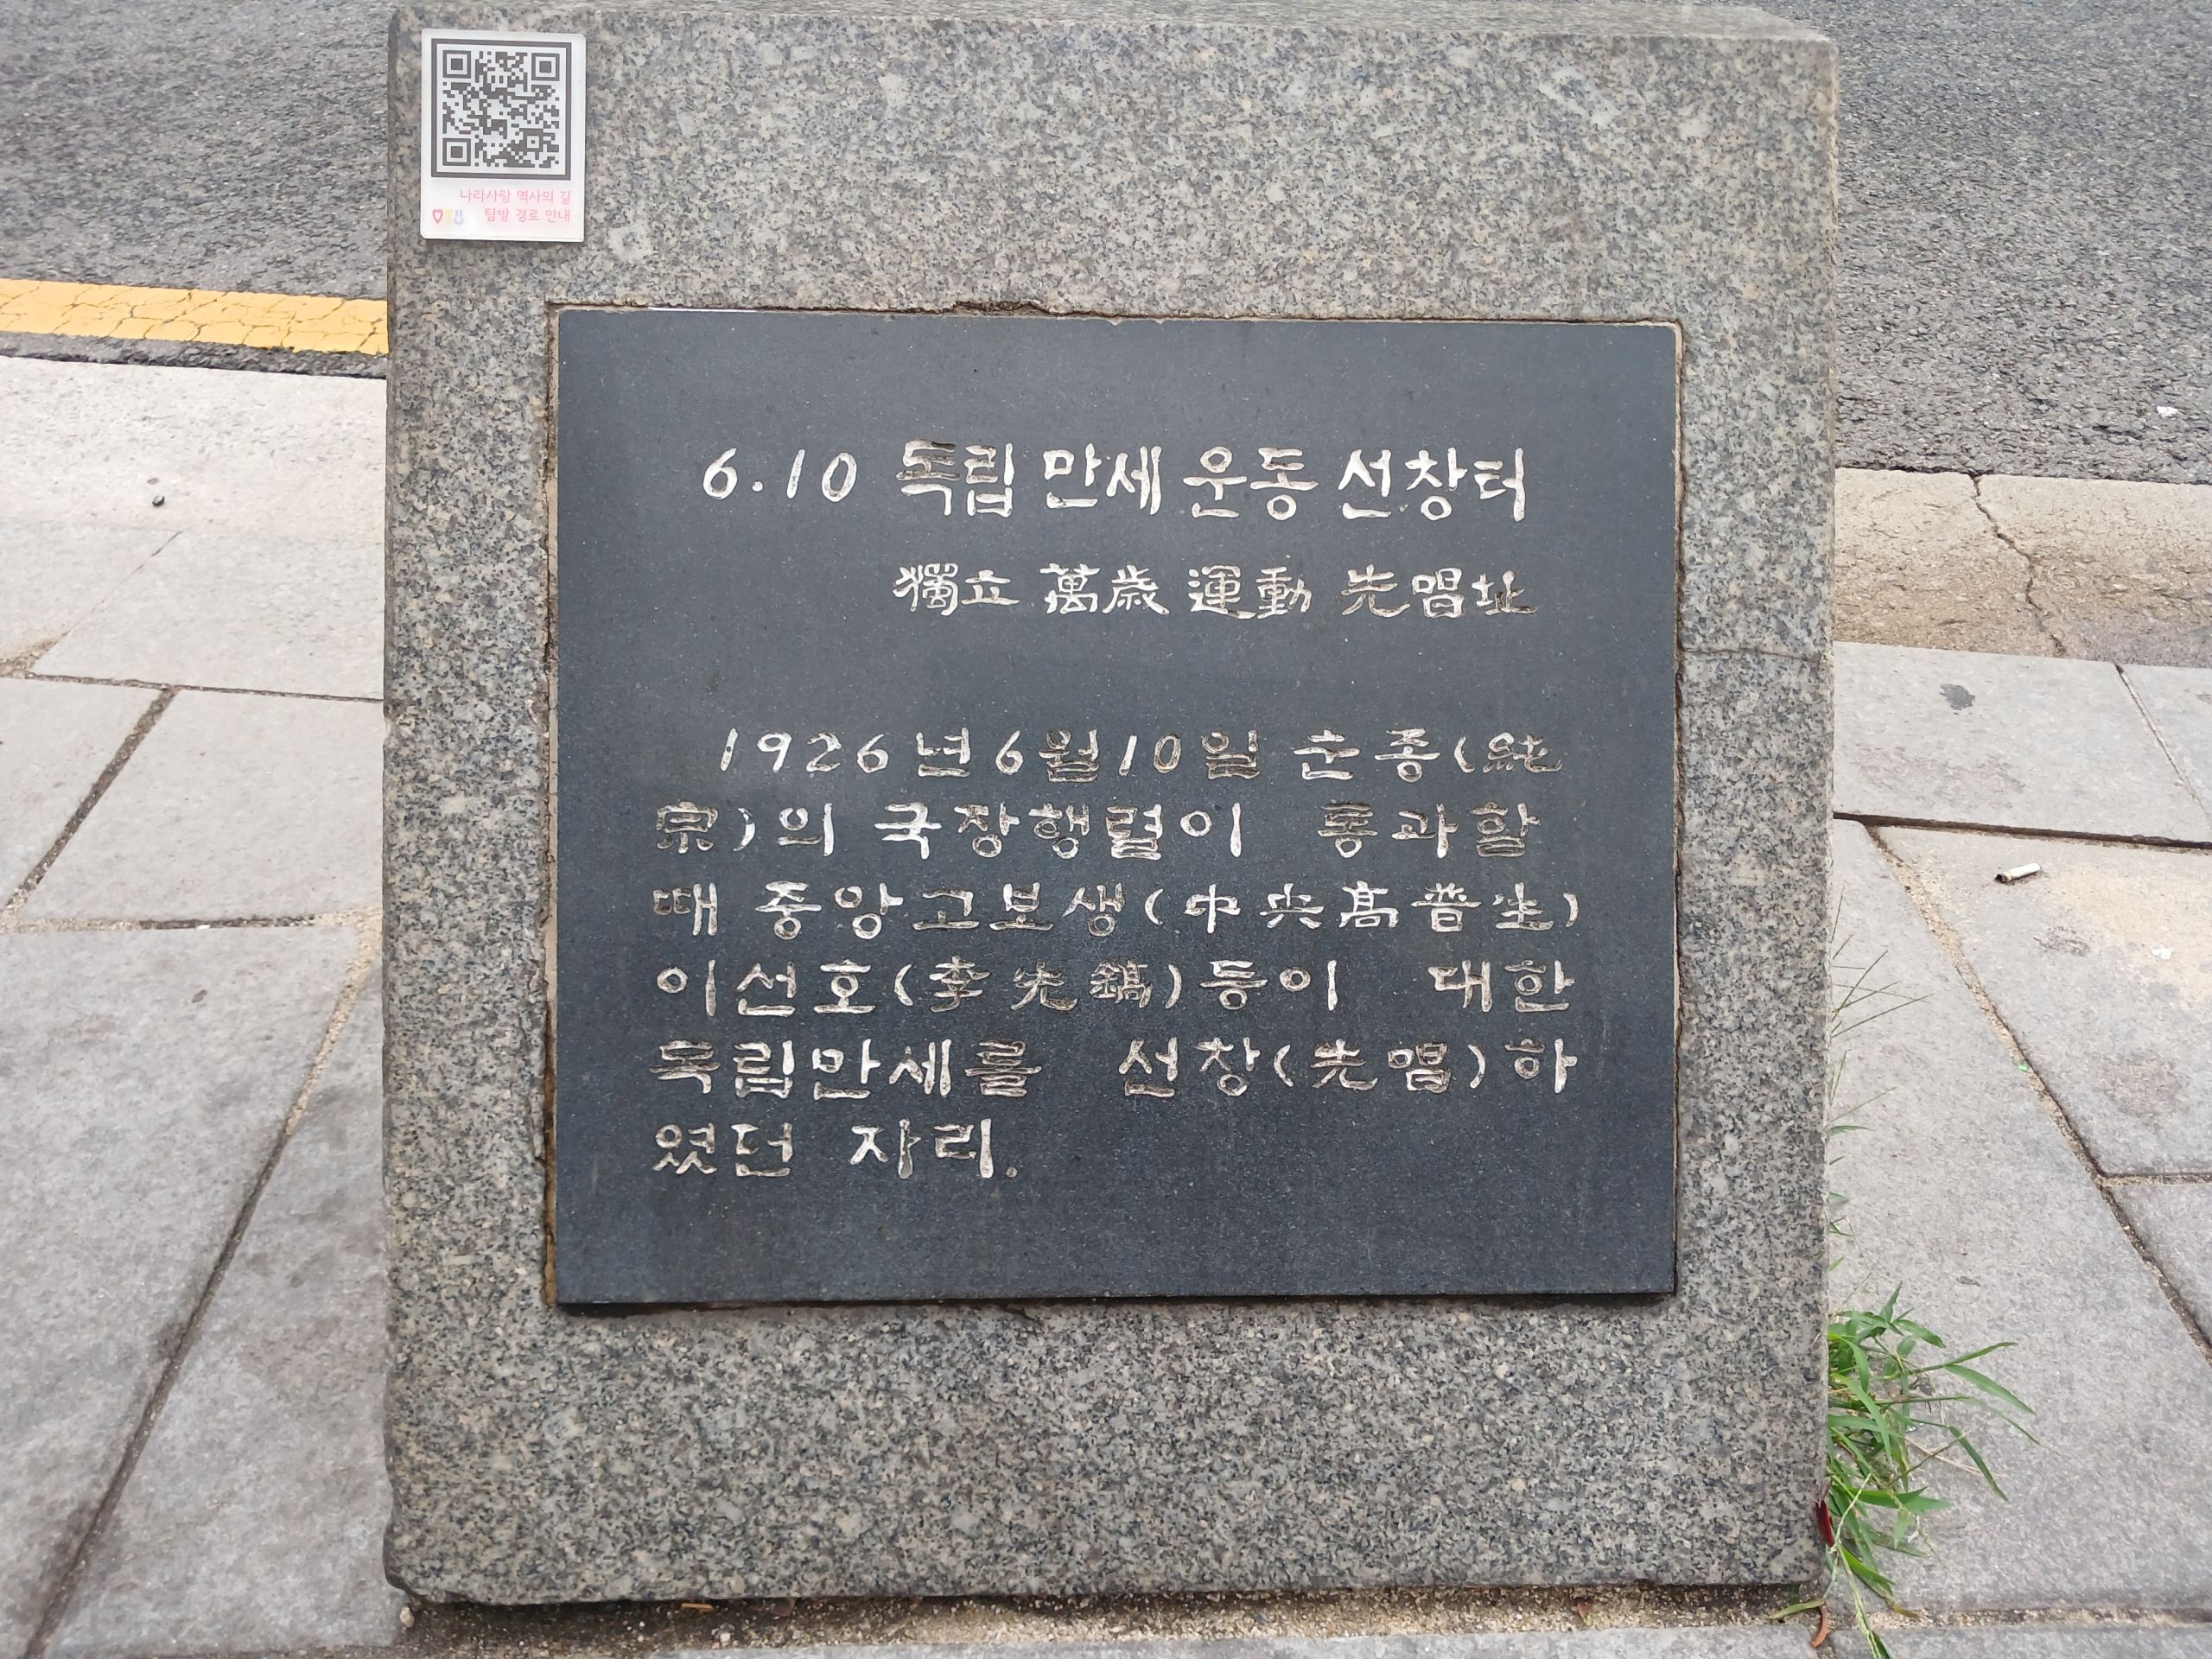 나라사랑 역사의 길
탐방 경로 안내
6.10 독립 만세 운동 선창터
獨立 萬歲 運動 先唱址
1926년 6월 10일 순종(純
宗)의 국장행렬이 통과할
때 중앙고보생(中央高普生)
이선호(李先鎬)등이 대한
독립만세를 선창(先唱)하
였던 자리.